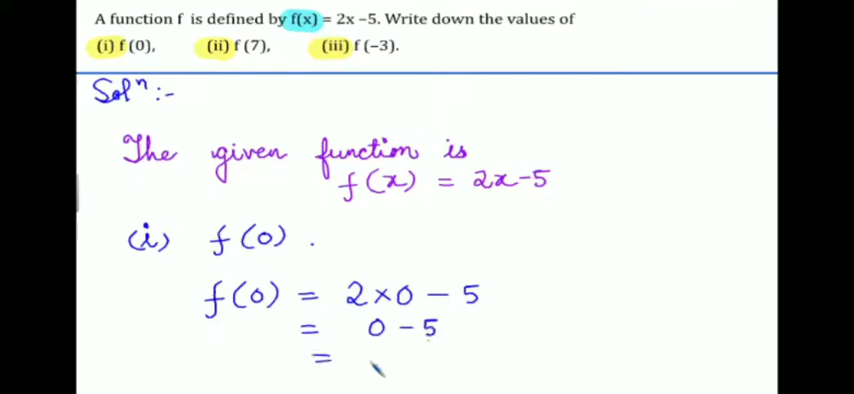 A function f is defined by f(x) = 2x –5. Write down the values of
(i) f (0), (ii) f (7), (iii) f (–3).
Solⁿ :-
The given function is
f(x) = 2x-5
(i) f(0) .
f(0) = 2×0 - 5
= 0 - 5
=